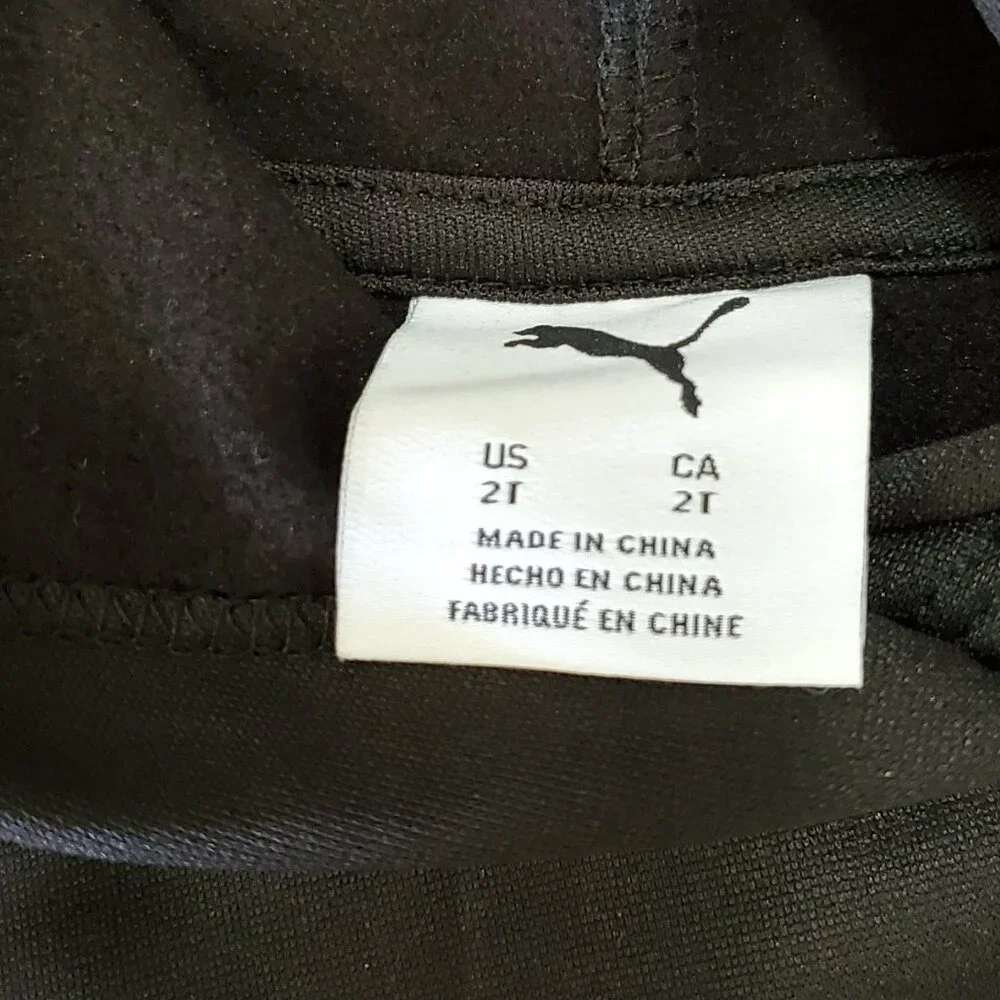 US CA
2T 2T
MADE IN CHINA
HECHO EN CHINA
FABRIQUÉ EN CHINE